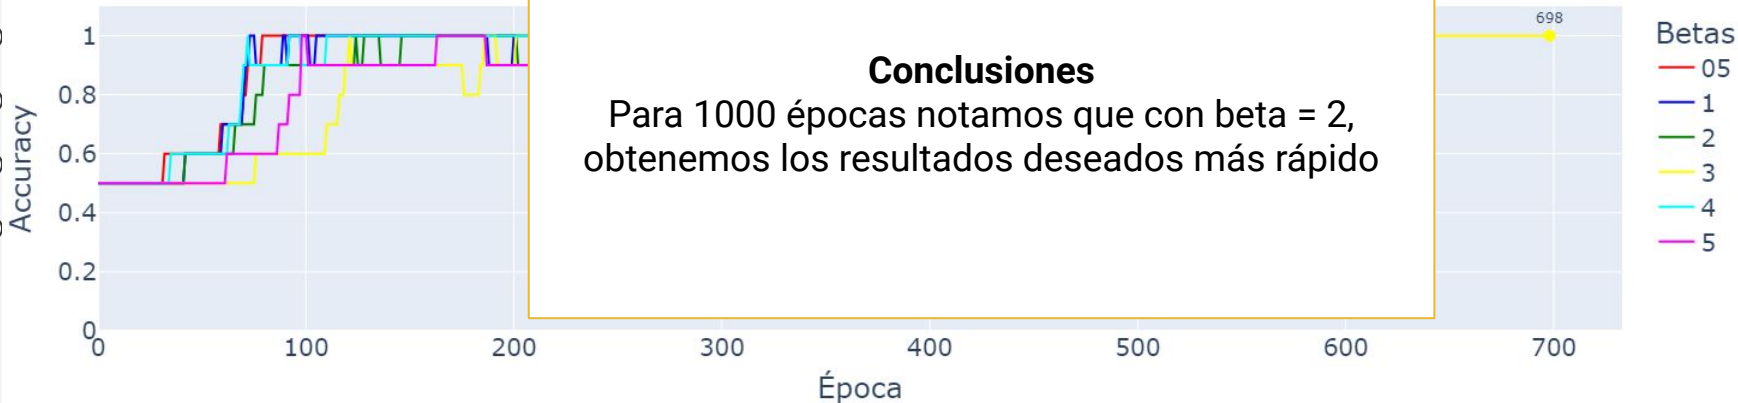 698
Betas
05
1
2
3
4
5
Accuracy
1
0.8
0.6
0.4
0.2
0
Conclusiones
Para 1000 épocas notamos que con beta = 2,
obtenemos los resultados deseados más rápido
0 100 200 300 400 500 600 700
Época